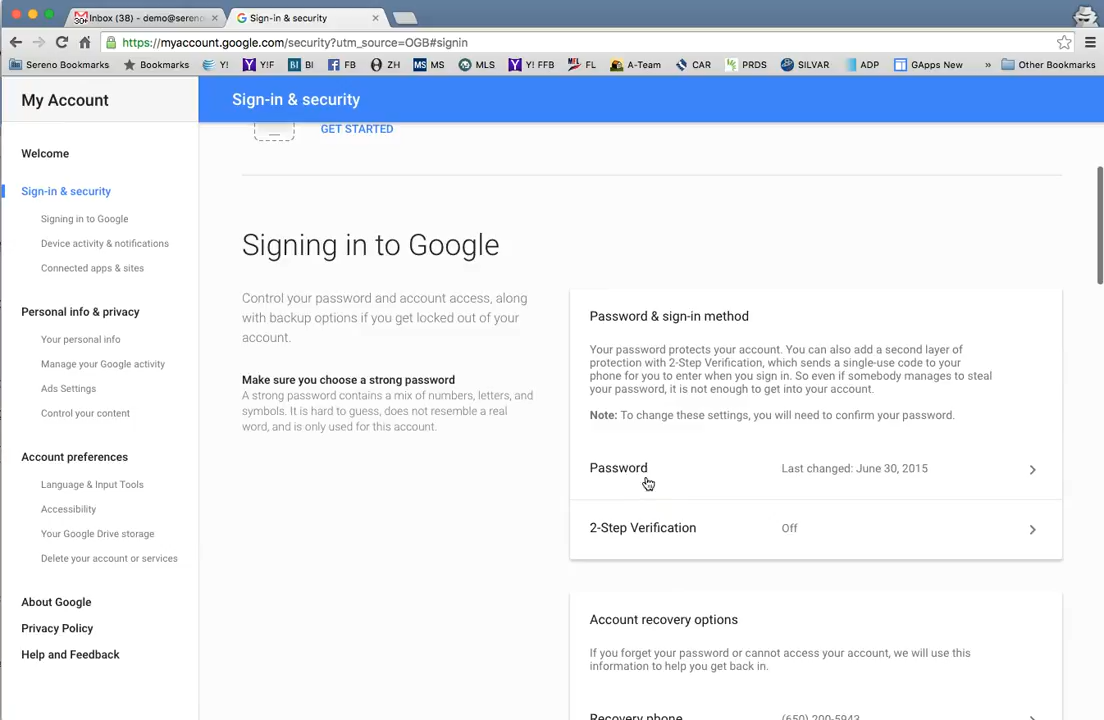 Inbox (38) - demo@seren
Sign-in & security
https://myaccount.google.com/security?utm_source=OGB#signin
Sereno Bookmarks Bookmarks Y! Y!F BI FB ZH MS MLS Y! FFB FL A-Team CAR PRDS SILVAR ADP GApps New » Other Bookmarks
My Account
Sign-in & security
GET STARTED
Welcome
Sign-in & security
Signing in to Google
Device activity & notifications
Connected apps & sites
Personal info & privacy
Your personal info
Manage your Google activity
Ads Settings
Control your content
Account preferences
Language & Input Tools
Accessibility
Your Google Drive storage
Delete your account or services
About Google
Privacy Policy
Help and Feedback
Signing in to Google
Control your password and account access, along
with backup options if you get locked out of your
account.
Make sure you choose a strong password
A strong password contains a mix of numbers, letters, and
symbols. It is hard to guess, does not resemble a real
word, and is only used for this account.
Password & sign-in method
Your password protects your account. You can also add a second layer of
protection with 2-Step Verification, which sends a single-use code to your
phone for you to enter when you sign in. So even if somebody manages to steal
your password, it is not enough to get into your account.
Note: To change these settings, you will need to confirm your password.
Password Last changed: June 30, 2015
2-Step Verification Off
Account recovery options
If you forget your password or cannot access your account, we will use this
information to help you get back in.
Recovery phone (650) 200-5943